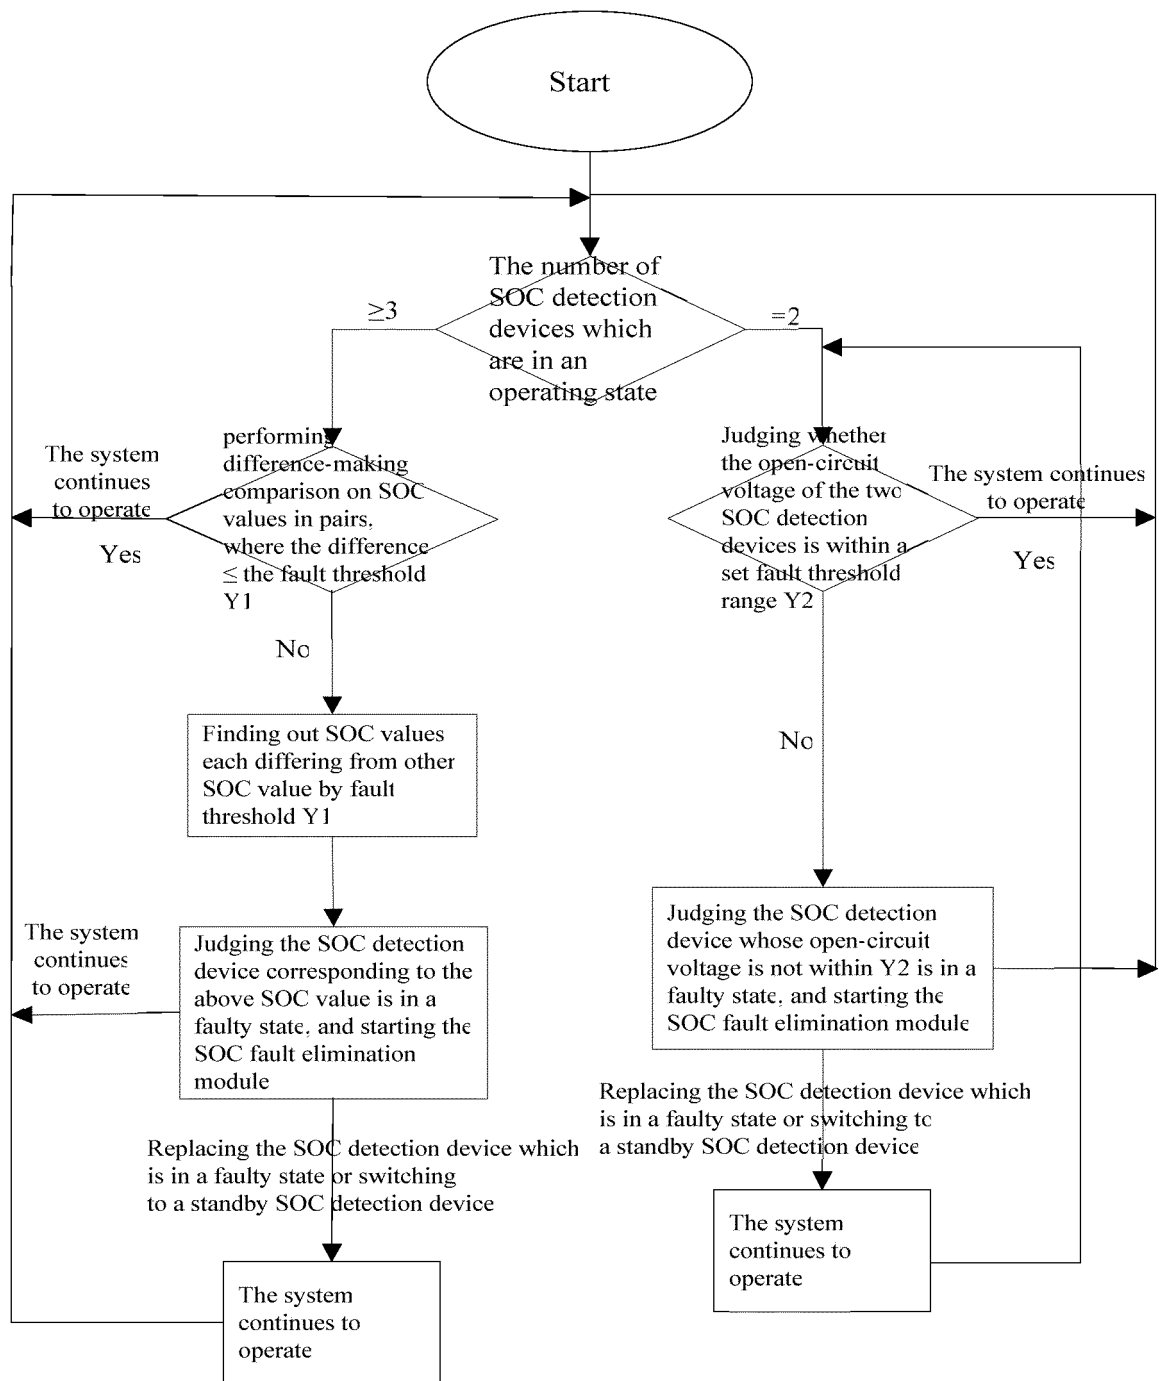 Start
The number of
SOC detection
devices which
are in an
operating state
≥3
=2
The system
continues
to operate
Yes
performing
difference-making
comparison on SOC
values in pairs,
where the difference
≤ the fault threshold
Y1
Judging whether
the open-circuit
voltage of the two
SOC detection
devices is within a
set fault threshold
range Y2
The system continues
to operate
Yes
No
Finding out SOC values
each differing from other
SOC value by fault
threshold Y1
No
The system
continues
to operate
Judging the SOC detection
device corresponding to the
above SOC value is in a
faulty state, and starting the
SOC fault elimination
module
Judging the SOC detection
device whose open-circuit
voltage is not within Y2 is in a
faulty state, and starting the
SOC fault elimination module
Replacing the SOC detection device which
is in a faulty state or switching
to a standby SOC detection device
Replacing the SOC detection device which
is in a faulty state or switching to
a standby SOC detection device
The system
continues to
operate
The system
continues to
operate